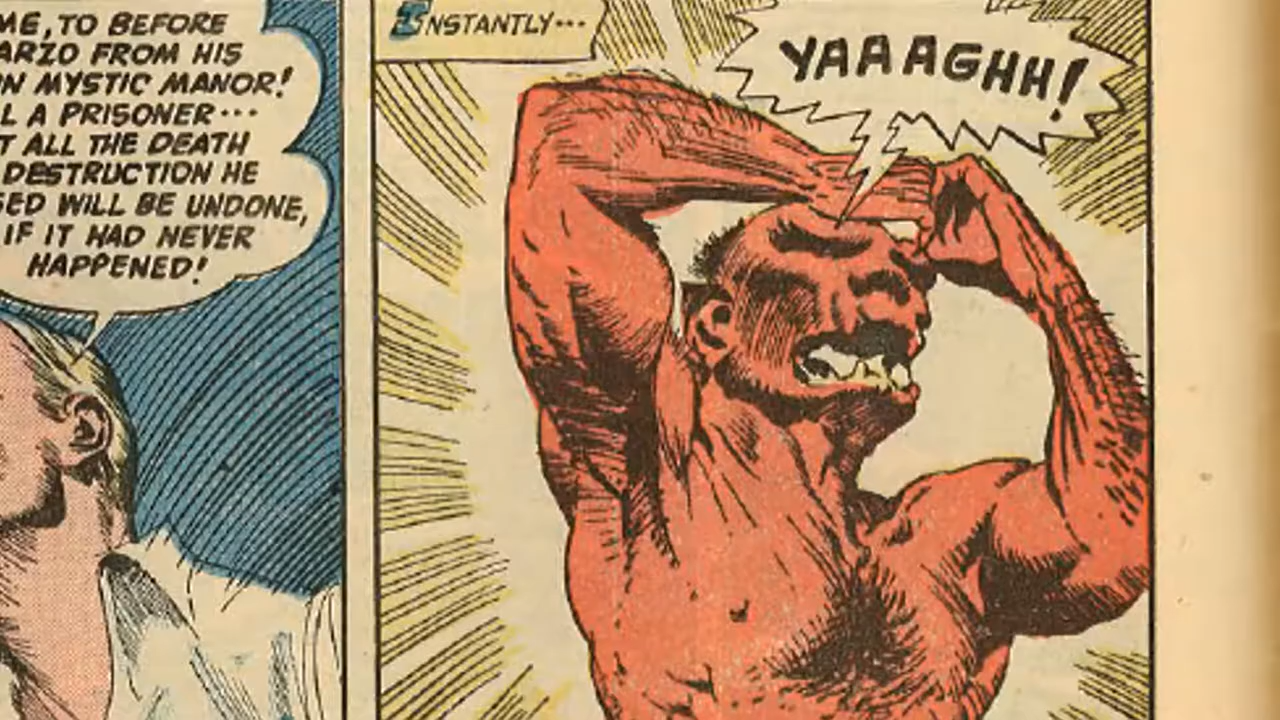 ME, TO BEFORE
ARZO FROM HIS
ON MYSTIC MANOR!
L A PRISONER...
T ALL THE DEATH
DESTRUCTION HE
SED WILL BE UNDONE,
IF IT HAD NEVER
HAPPENED!
INSTANTLY...
YAAAGHH!